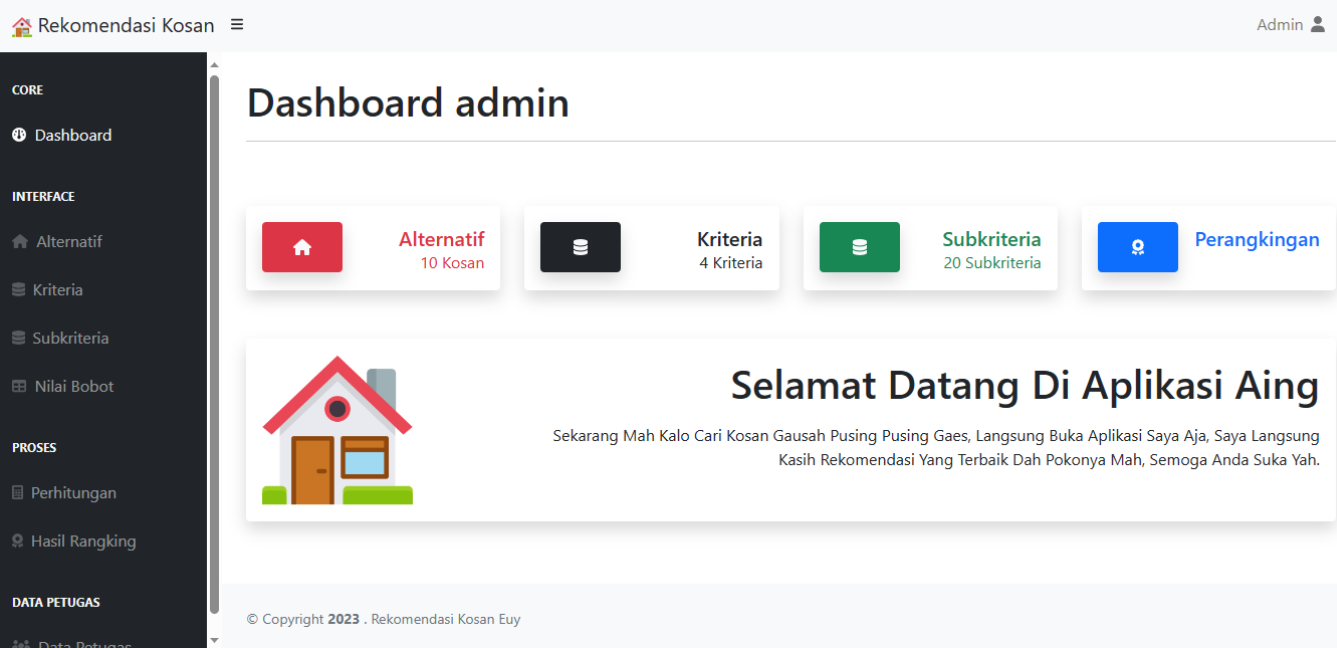 Rekomendasi Kosan
Admin
CORE
Dashboard
INTERFACE
Alternatif
Kriteria
Subkriteria
Nilai Bobot
PROSES
Perhitungan
Hasil Rangking
DATA PETUGAS
Data Petugas
Dashboard admin
Alternatif
10 Kosan
Kriteria
4 Kriteria
Subkriteria
20 Subkriteria
Perangkingan
Selamat Datang Di Aplikasi Aing
Sekarang Mah Kalo Cari Kosan Gausah Pusing Pusing Gaes, Langsung Buka Aplikasi Saya Aja, Saya Langsung
Kasih Rekomendasi Yang Terbaik Dah Pokonya Mah, Semoga Anda Suka Yah.
© Copyright 2023 . Rekomendasi Kosan Euy